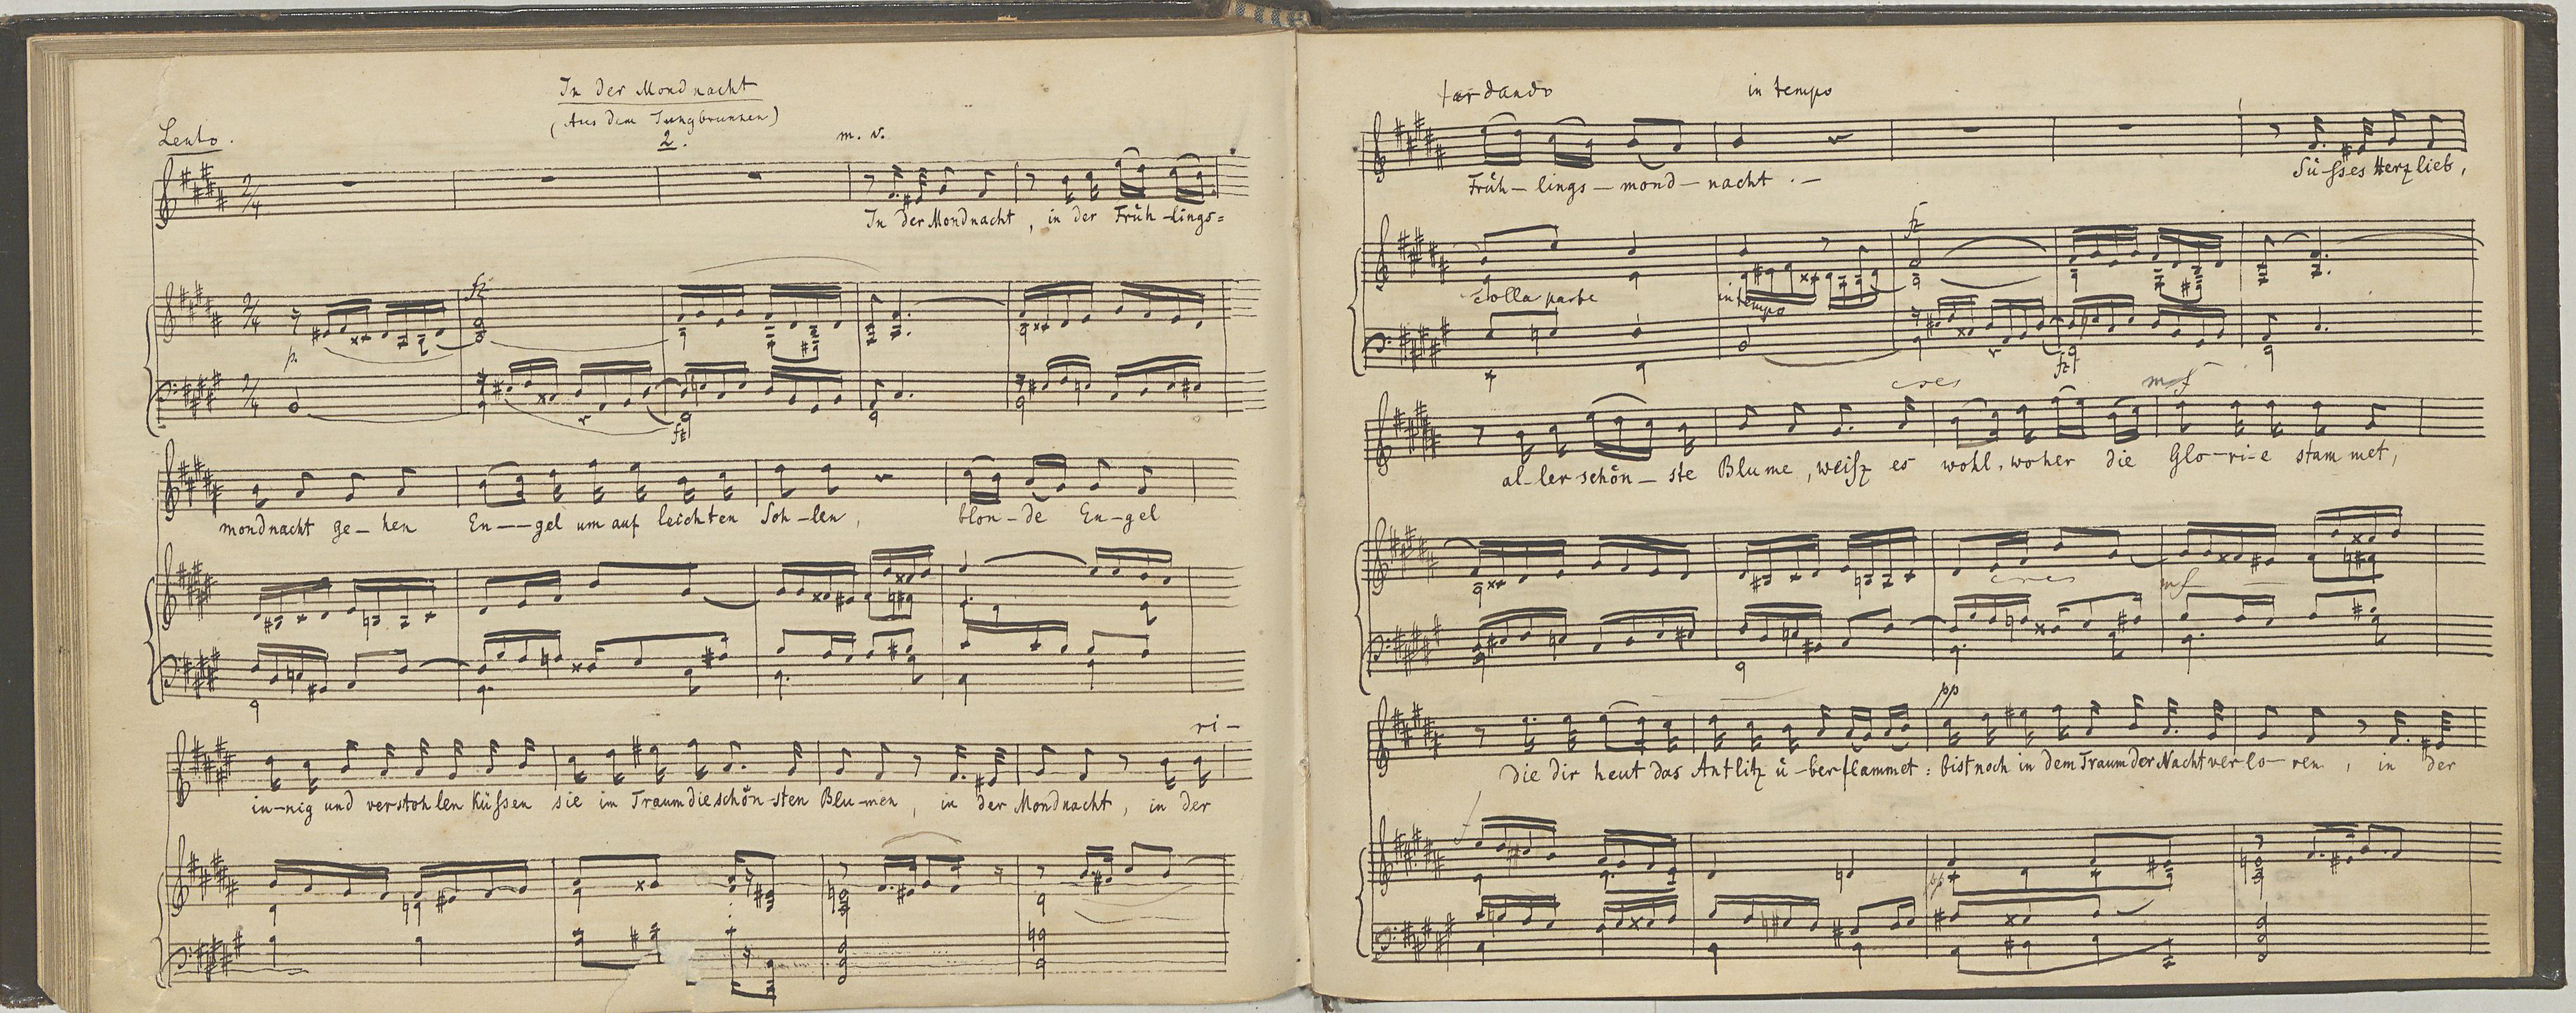 In der Mondnacht
(Aus dem Jungbrunnen)
2.
Lento.
m. v.
In der Mondnacht, in der Früh-lings=
fz
p.
fz
mondnacht ge-hen En--gel um auf leichten Soh-len, blon-de En-gel
ri-
in-nig und verstohlen küssen sie im Traum die schön-sten Blu-men, in der Mondnacht, in der
tardando in tempo
Früh-lings-mond-nacht.- Sü-sses Herzlieb,
fz
colla parte in tempo
fz
cres mf
al-ler schön-ste Blume, weisz es wohl, woher die Glo-ri-e stammet,
cres mf
pp
die dir heut das Antlitz ü-berflammet: bist noch in dem Traum der Nacht verlo-ren, in der
f
pp